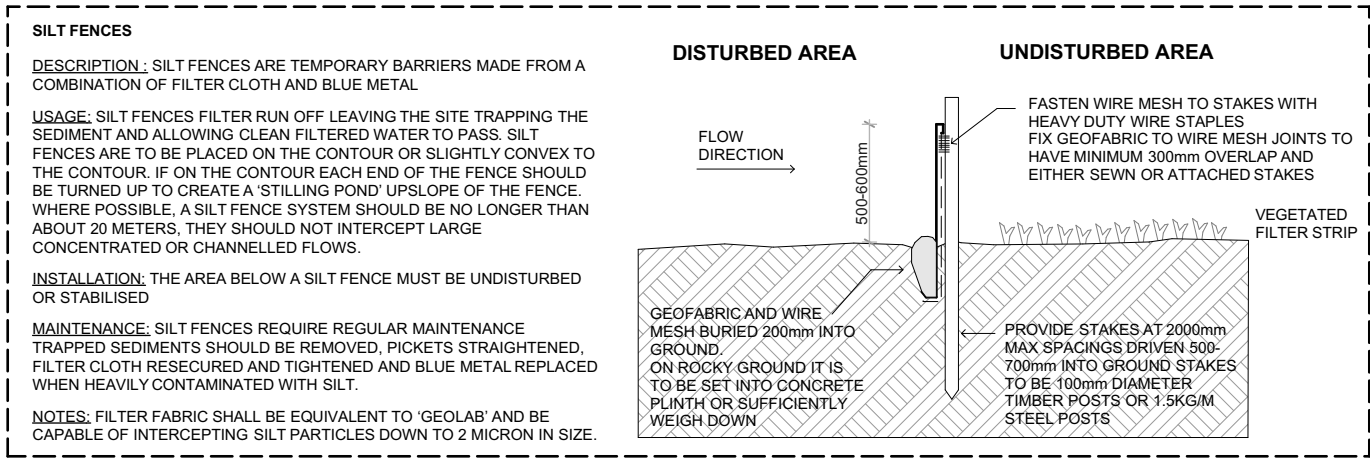 SILT FENCES
DESCRIPTION : SILT FENCES ARE TEMPORARY BARRIERS MADE FROM A
COMBINATION OF FILTER CLOTH AND BLUE METAL
USAGE: SILT FENCES FILTER RUN OFF LEAVING THE SITE TRAPPING THE
SEDIMENT AND ALLOWING CLEAN FILTERED WATER TO PASS. SILT
FENCES ARE TO BE PLACED ON THE CONTOUR OR SLIGHTLY CONVEX TO
THE CONTOUR. IF ON THE CONTOUR EACH END OF THE FENCE SHOULD
BE TURNED UP TO CREATE A ‘STILLING POND’ UPSLOPE OF THE FENCE.
WHERE POSSIBLE, A SILT FENCE SYSTEM SHOULD BE NO LONGER THAN
ABOUT 20 METERS, THEY SHOULD NOT INTERCEPT LARGE
CONCENTRATED OR CHANNELLED FLOWS.
INSTALLATION: THE AREA BELOW A SILT FENCE MUST BE UNDISTURBED
OR STABILISED
MAINTENANCE: SILT FENCES REQUIRE REGULAR MAINTENANCE
TRAPPED SEDIMENTS SHOULD BE REMOVED, PICKETS STRAIGHTENED,
FILTER CLOTH RESECURED AND TIGHTENED AND BLUE METAL REPLACED
WHEN HEAVILY CONTAMINATED WITH SILT.
NOTES: FILTER FABRIC SHALL BE EQUIVALENT TO ‘GEOLAB’ AND BE
CAPABLE OF INTERCEPTING SILT PARTICLES DOWN TO 2 MICRON IN SIZE.
DISTURBED AREA
UNDISTURBED AREA
FLOW
DIRECTION
500-600mm
FASTEN WIRE MESH TO STAKES WITH
HEAVY DUTY WIRE STAPLES
FIX GEOFABRIC TO WIRE MESH JOINTS TO
HAVE MINIMUM 300mm OVERLAP AND
EITHER SEWN OR ATTACHED STAKES
VEGETATED
FILTER STRIP
GEOFABRIC AND WIRE
MESH BURIED 200mm INTO
GROUND.
ON ROCKY GROUND IT IS
TO BE SET INTO CONCRETE
PLINTH OR SUFFICIENTLY
WEIGH DOWN
PROVIDE STAKES AT 2000mm
MAX SPACINGS DRIVEN 500-
700mm INTO GROUND STAKES
TO BE 100mm DIAMETER
TIMBER POSTS OR 1.5KG/M
STEEL POSTS